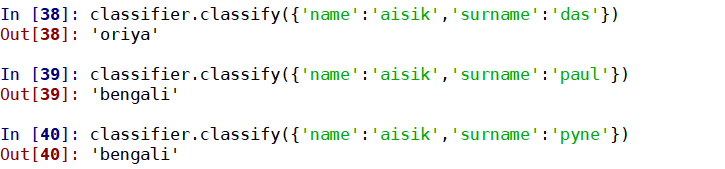 In [38]: classifier.classify({'name':'aisik','surname':'das'})
Out[38]: 'oriya'
In [39]: classifier.classify({'name':'aisik','surname':'paul'})
Out[39]: 'bengali'
In [40]: classifier.classify({'name':'aisik','surname':'pyne'})
Out[40]: 'bengali'